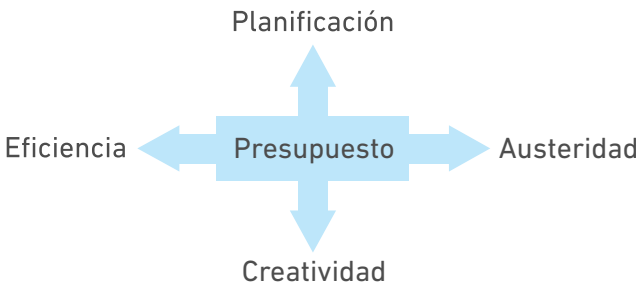 Planificación
Eficiencia
Presupuesto
Austeridad
Creatividad